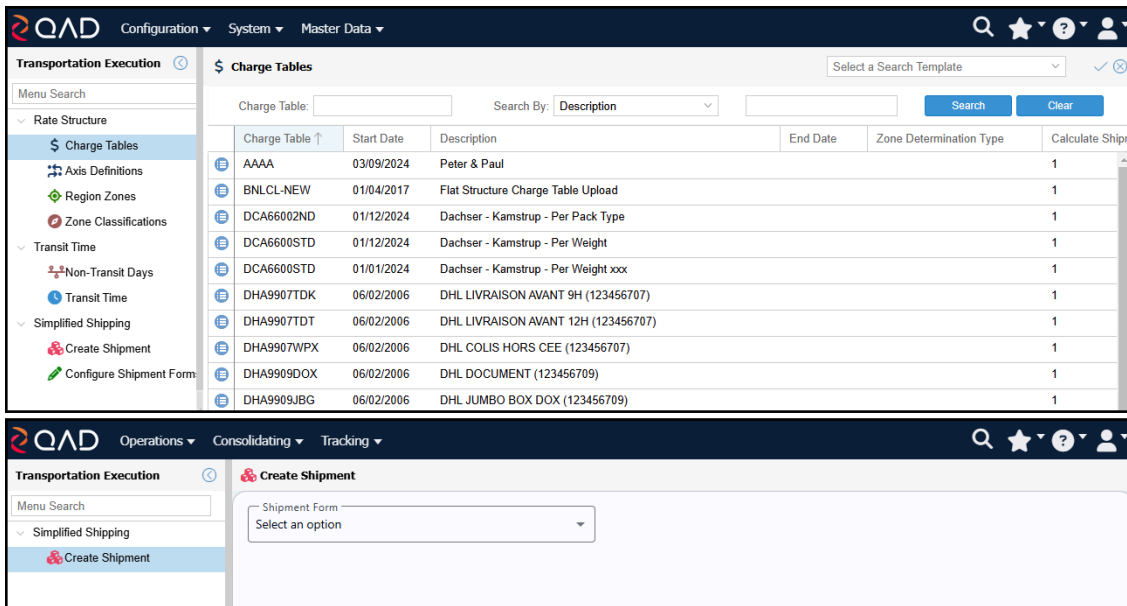 QAD Configuration System Master Data
Transportation Execution
Menu Search
Rate Structure
Charge Tables
Axis Definitions
Region Zones
Zone Classifications
Transit Time
Non-Transit Days
Transit Time
Simplified Shipping
Create Shipment
Configure Shipment Form
$ Charge Tables Select a Search Template
Charge Table: Search By: Description Search Clear
Charge Table Start Date Description End Date Zone Determination Type Calculate Shipm
AAAA 03/09/2024 Peter & Paul 1
BNLCL-NEW 01/04/2017 Flat Structure Charge Table Upload 1
DCA66002ND 01/12/2024 Dachser - Kamstrup - Per Pack Type 1
DCA6600STD 01/12/2024 Dachser - Kamstrup - Per Weight 1
DCA6600STD 01/01/2024 Dachser - Kamstrup - Per Weight xxx 1
DHA9907TDK 06/02/2006 DHL LIVRAISON AVANT 9H (123456707) 1
DHA9907TDT 06/02/2006 DHL LIVRAISON AVANT 12H (123456707) 1
DHA9907WPX 06/02/2006 DHL COLIS HORS CEE (123456707) 1
DHA9909DOX 06/02/2006 DHL DOCUMENT (123456709) 1
DHA9909JBG 06/02/2006 DHL JUMBO BOX DOX (123456709) 1
QAD Operations Consolidating Tracking
Transportation Execution
Menu Search
Simplified Shipping
Create Shipment
Create Shipment
Shipment Form
Select an option